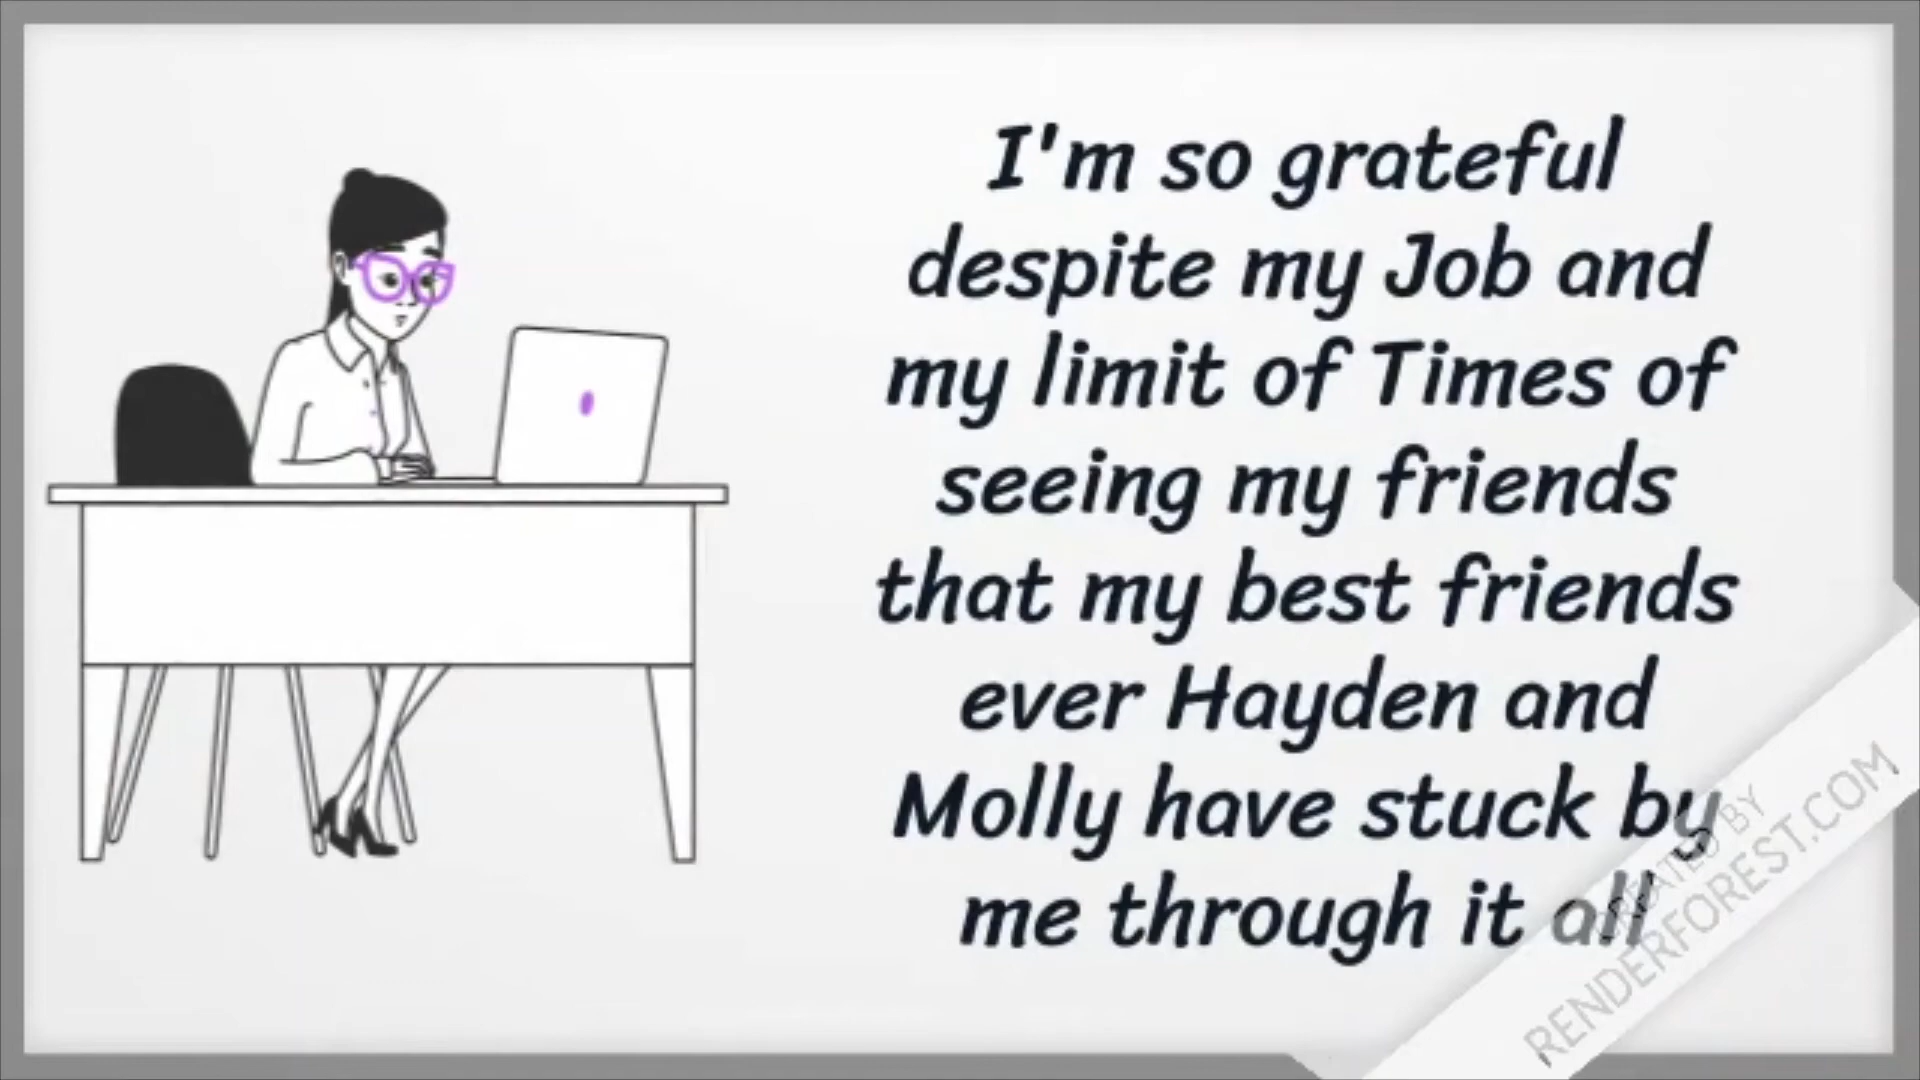 I'm so grateful
despite my Job and
my limit of Times of
seeing my friends
that my best friends
ever Hayden and
Molly have stuck by
me through it all
CREATED BY
RENDERFOREST.COM